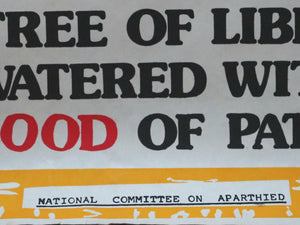 TREE OF LIB
WATERED WIT
OOD OF PAT
NATIONAL COMMITTEE ON APARTHIED